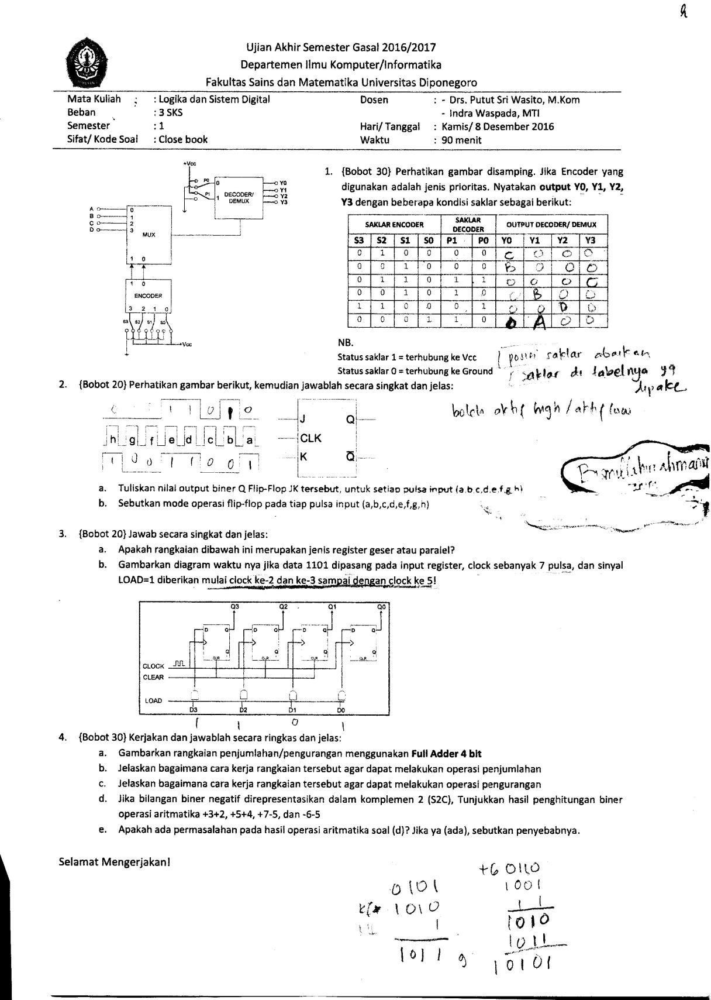 Ujian Akhir Semester Gasal 2016/2017
Departemen Ilmu Komputer/Informatika
Fakultas Sains dan Matematika Universitas Diponegoro
Mata Kuliah : : Logika dan Sistem Digital Dosen : - Drs. Putut Sri Wasito, M.Kom
Beban : 3 SKS - Indra Waspada, MTI
Semester : 1 Hari/ Tanggal : Kamis/ 8 Desember 2016
Sifat/ Kode Soal : Close book Waktu : 90 menit
+Vcc
P0 0
P1 1
DECODER/
DEMUX
Y0
Y1
Y2
Y3
A 0
B 1
C 2
D 3
MUX
1 0
1 0
ENCODER
3 2 1 0
S3 S2 S1 S0
+Vcc
1. {Bobot 30} Perhatikan gambar disamping. Jika Encoder yang
digunakan adalah jenis prioritas. Nyatakan output Y0, Y1, Y2,
Y3 dengan beberapa kondisi saklar sebagai berikut:
SAKLAR ENCODER SAKLAR DECODER OUTPUT DECODER/ DEMUX
S3 S2 S1 S0 P1 P0 Y0 Y1 Y2 Y3
0 1 0 0 0 0 C 0 0 0
0 0 1 0 0 0 B 0 0 0
0 1 1 0 1 1 0 0 0 C
0 0 1 0 1 0 0 B 0 0
1 1 0 0 0 1 0 0 D 0
0 0 0 1 1 0 0 A 0 0
NB.
Status saklar 1 = terhubung ke Vcc
Status saklar 0 = terhubung ke Ground
posisi saklar abaikan
saklar di tabelnya yg
dipake
boleh aktif high / aktif low
2. {Bobot 20} Perhatikan gambar berikut, kemudian jawablah secara singkat dan jelas:
1 1 0 1 0
h g f e d c b a
1 0 0 1 1 0 0 1
J Q
CLK
K Q̅
a. Tuliskan nilai output biner Q Flip-Flop JK tersebut, untuk setiap pulsa input (a,b,c,d,e,f,g,h)
b. Sebutkan mode operasi flip-flop pada tiap pulsa input (a,b,c,d,e,f,g,h)
3. {Bobot 20} Jawab secara singkat dan jelas:
a. Apakah rangkaian dibawah ini merupakan jenis register geser atau paralel?
b. Gambarkan diagram waktu nya jika data 1101 dipasang pada input register, clock sebanyak 7 pulsa, dan sinyal
LOAD=1 diberikan mulai clock ke-2 dan ke-3 sampai dengan clock ke 5!
Q3 Q2 Q1 Q0
D Q D Q D Q D Q
Q Q Q Q
CLR CLR CLR CLR
CLOCK
CLEAR
LOAD
D3 D2 D1 D0
1 1 0 1
4. {Bobot 30} Kerjakan dan jawablah secara ringkas dan jelas:
a. Gambarkan rangkaian penjumlahan/pengurangan menggunakan Full Adder 4 bit
b. Jelaskan bagaimana cara kerja rangkaian tersebut agar dapat melakukan operasi penjumlahan
c. Jelaskan bagaimana cara kerja rangkaian tersebut agar dapat melakukan operasi pengurangan
d. Jika bilangan biner negatif direpresentasikan dalam komplemen 2 (S2C), Tunjukkan hasil penghitungan biner
operasi aritmatika +3+2, +5+4, +7-5, dan -6-5
e. Apakah ada permasalahan pada hasil operasi aritmatika soal (d)? Jika ya (ada), sebutkan penyebabnya.
Selamat Mengerjakan!
0101
1010
1
1011
+6 0110
1001
1 1
1010
1011
10101